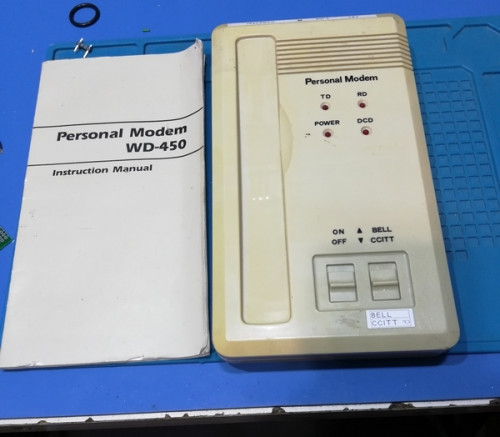 Personal Modem
WD-450
Instruction Manual
Personal Modem
TD RD
POWER DCD
ON ▲ BELL
OFF ▼ CCITT
BELL
CCITT